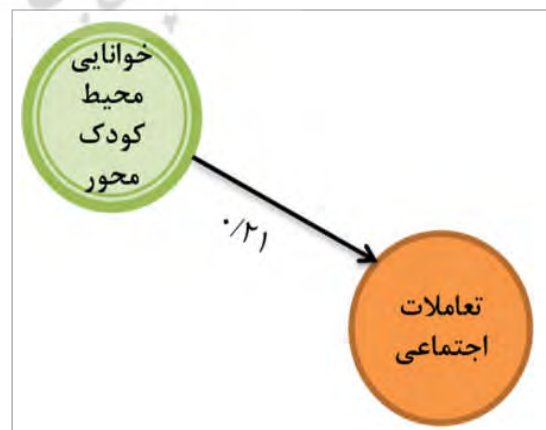 خوانایی
محیط
کودک
محور
۰/۲۱
تعاملات
اجتماعی